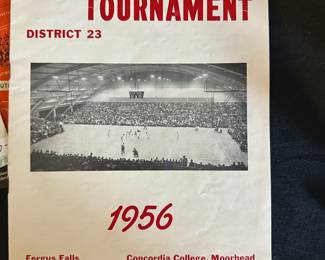 TOURNAMENT
DISTRICT 23
1956
Fergus Falls
Concordia College, Moorhead